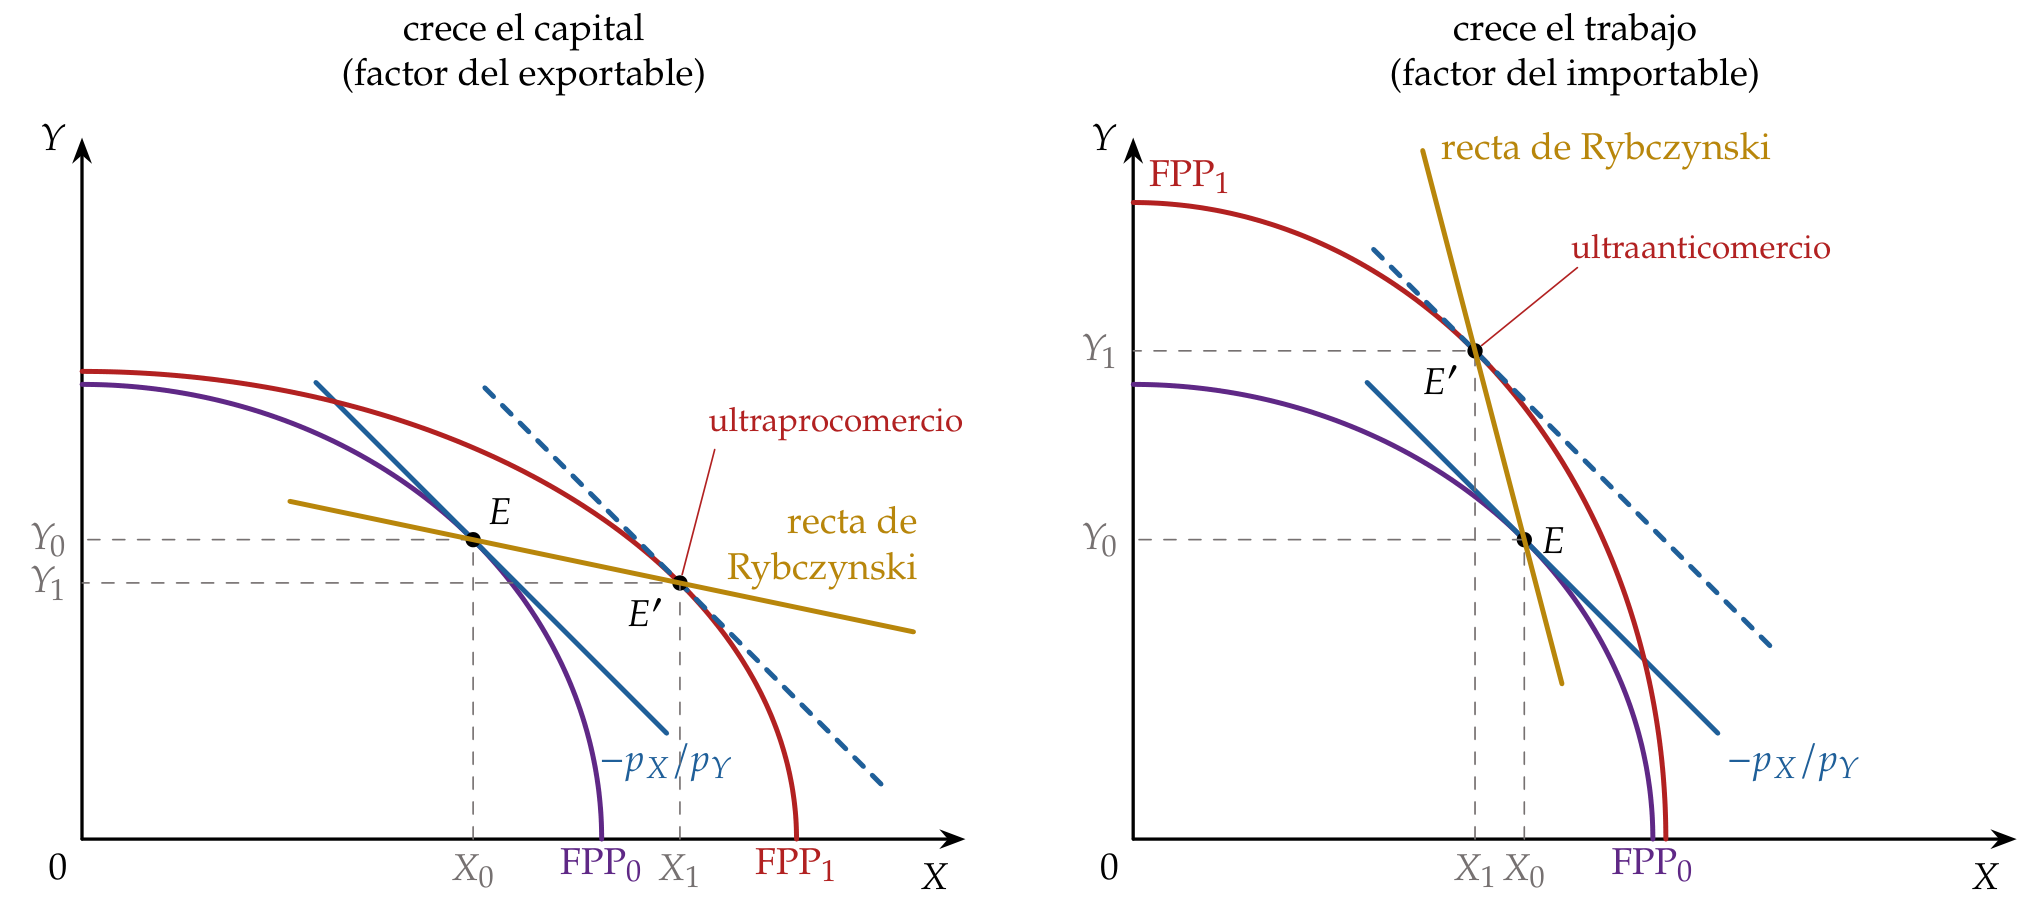 crece el capital
(factor del exportable)
Y
ultraprocomercio
E
recta de
Rybczynski
Y0
Y1
E′
−pX/pY
0
X0
FPP0
X1
FPP1
X
crece el trabajo
(factor del importable)
Y
recta de Rybczynski
FPP1
ultraanticomercio
Y1
E′
Y0
E
−pX/pY
0
X1
X0
FPP0
X